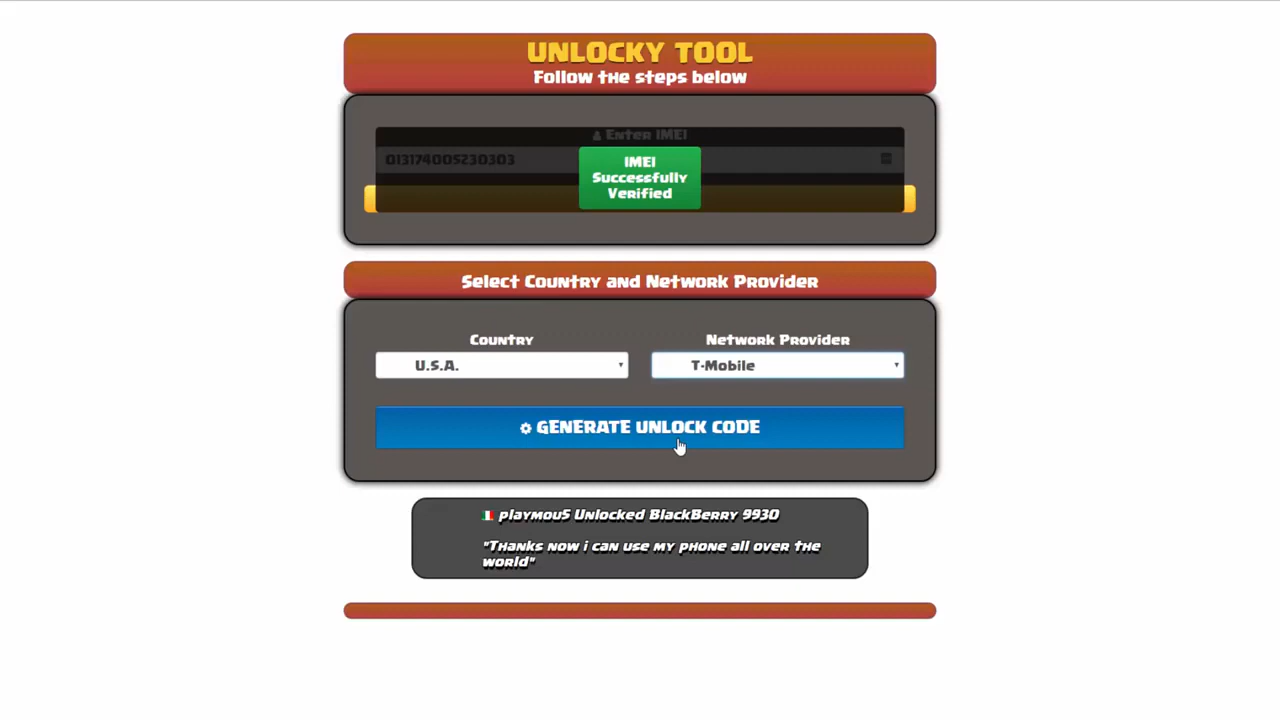 UNLOCKY TOOL
Follow the steps below
Enter IMEI
013174005230303
IMEI
Successfully
Verified
Select Country and Network Provider
Country
Network Provider
U.S.A.
T-Mobile
GENERATE UNLOCK CODE
playmou5 Unlocked BlackBerry 9930
"Thanks now i can use my phone all over the
world"